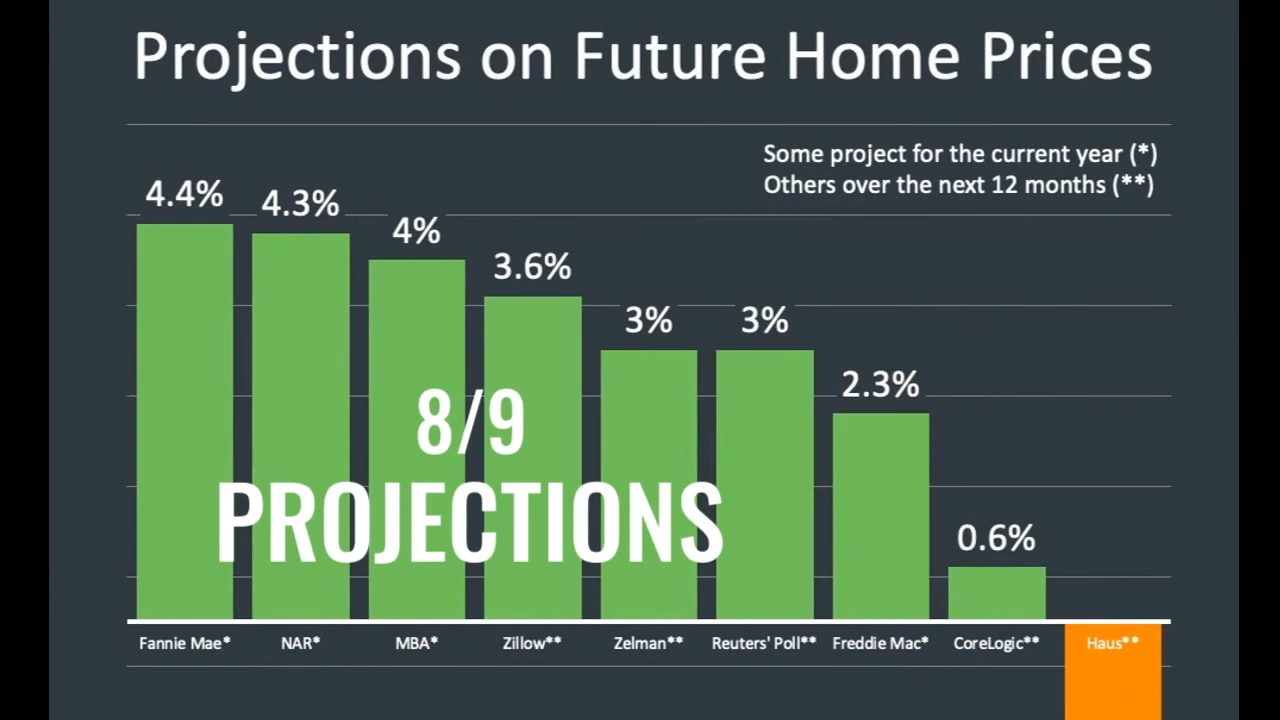 Projections on Future Home Prices
Some project for the current year (*)
Others over the next 12 months (**)
4.4%
4.3%
4%
3.6%
3%
3%
2.3%
0.6%
8/9
PROJECTIONS
Fannie Mae*
NAR*
MBA*
Zillow**
Zelman**
Reuters' Poll**
Freddie Mac*
CoreLogic**
Haus**